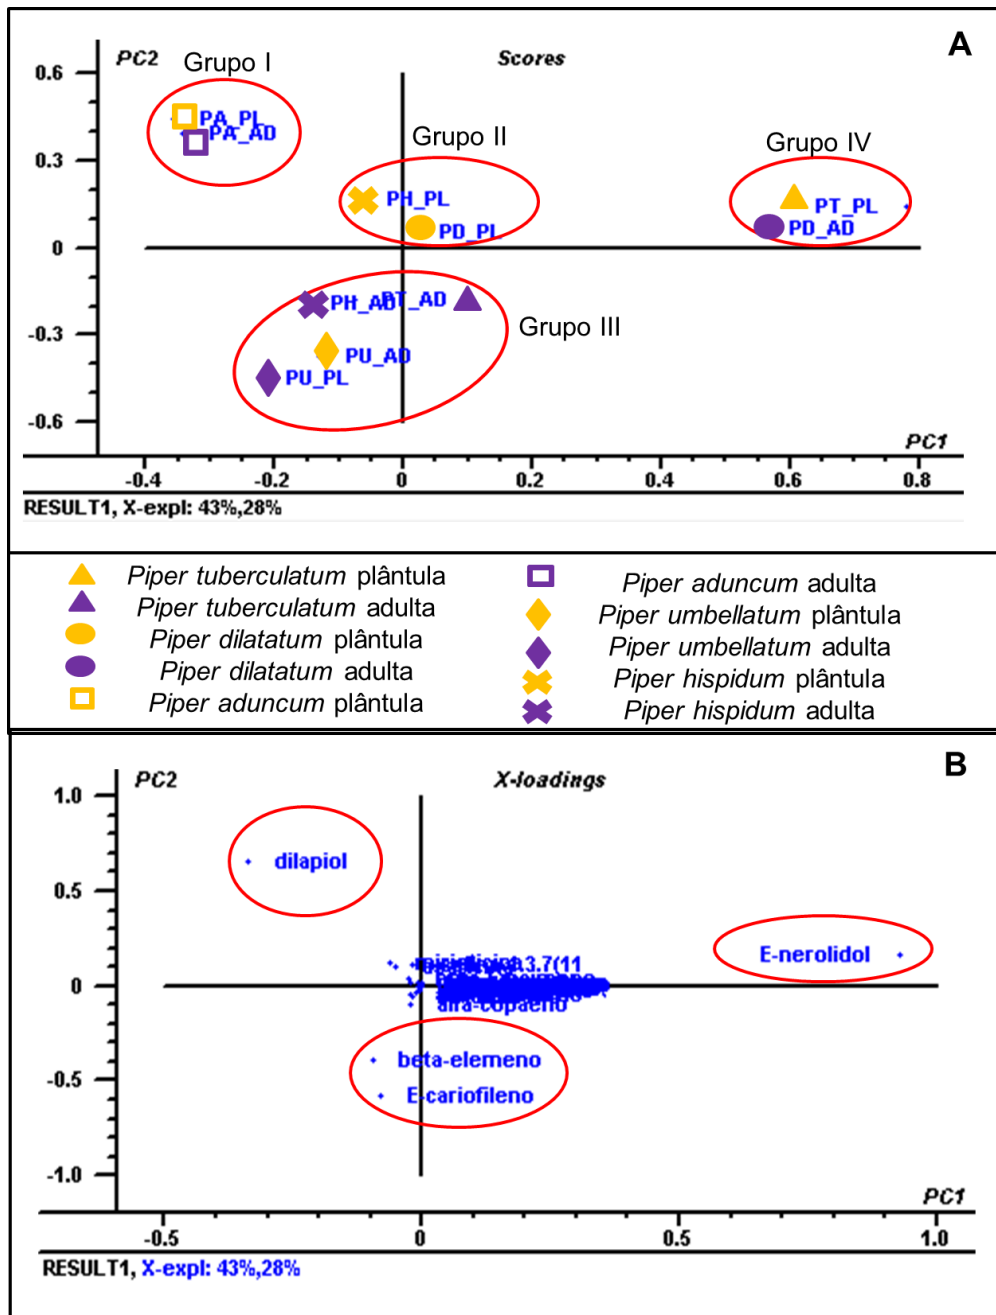 A
PC2
Scores
Grupo I
0.6
PA_PL
PA_AD
Grupo II
Grupo IV
0.3
PH_PL
PD_PL
PT_PL
PD_AD
0
PH_AD
PT_AD
Grupo III
-0.3
PU_AD
PU_PL
-0.6
PC1
-0.4
-0.2
0
0.2
0.4
0.6
0.8
RESULT1, X-expl: 43%,28%
Piper tuberculatum plântula
Piper tuberculatum adulta
Piper dilatatum plântula
Piper dilatatum adulta
Piper aduncum plântula
Piper aduncum adulta
Piper umbellatum plântula
Piper umbellatum adulta
Piper hispidum plântula
Piper hispidum adulta
B
PC2
X-loadings
1.0
dilapiol
0.5
E-nerolidol
0
alfa-copaeno
beta-elemeno
-0.5
E-cariofileno
-1.0
PC1
-0.5
0
0.5
1.0
RESULT1, X-expl: 43%,28%